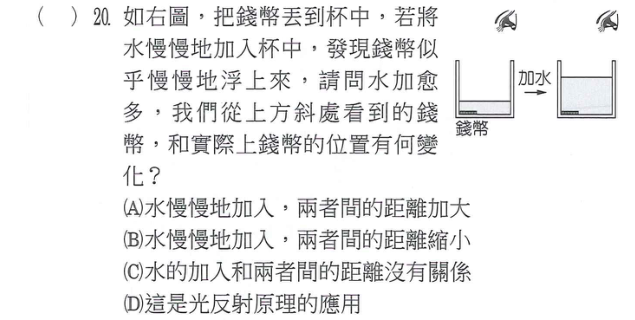 （　）20. 如右圖，把錢幣丟到杯中，若將
水慢慢地加入杯中，發現錢幣似
乎慢慢地浮上來，請問水加愈
多，我們從上方斜處看到的錢
幣，和實際上錢幣的位置有何變
化？
(A)水慢慢地加入，兩者間的距離加大
(B)水慢慢地加入，兩者間的距離縮小
(C)水的加入和兩者間的距離沒有關係
(D)這是光反射原理的應用
加水
錢幣